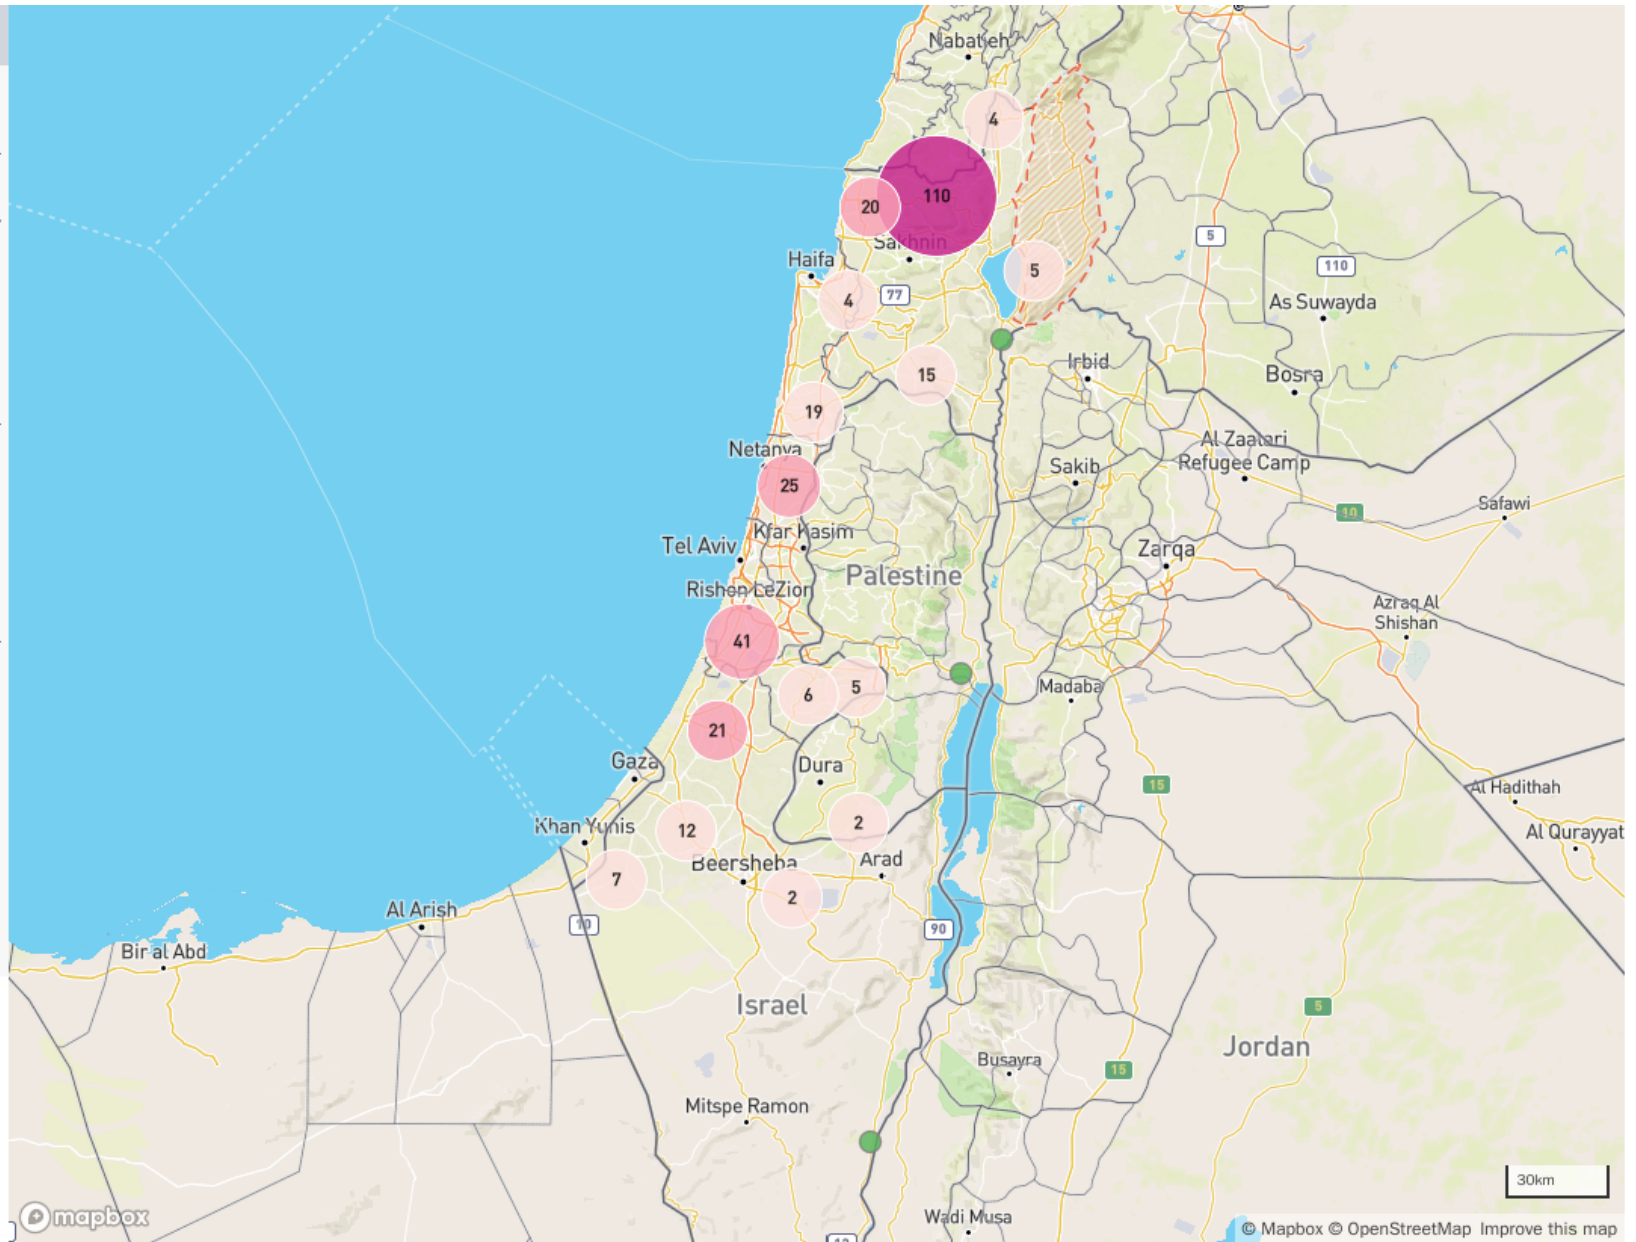 Nabatieh
4
110
20
Sakhnin
5
Haifa
5
110
4
77
As Suwayda
15
Irbid
Bosra
19
Al Zaatari
Refugee Camp
Netanya
Sakib
25
Safawi
10
Kfar Kasim
Tel Aviv
Zarqa
Palestine
Rishon LeZion
Azraq Al
Shishan
41
5
6
Madaba
21
Gaza
Dura
15
Al Hadithah
2
12
Khan Yunis
Al Qurayyat
Beersheba
Arad
7
2
Al Arish
10
90
Bir al Abd
Israel
5
Jordan
Busayra
15
Mitspe Ramon
30km
Wadi Musa
mapbox
© Mapbox © OpenStreetMap Improve this map